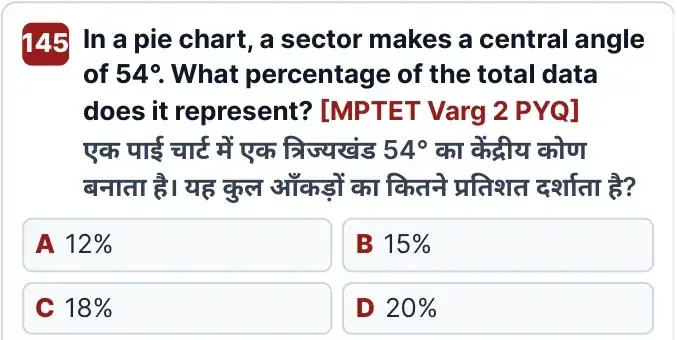 145 In a pie chart, a sector makes a central angle
of 54°. What percentage of the total data
does it represent? [MPTET Varg 2 PYQ]
एक पाई चार्ट में एक त्रिज्यखंड 54° का केंद्रीय कोण
बनाता है। यह कुल आँकड़ों का कितने प्रतिशत दर्शाता है?
A 12%
B 15%
C 18%
D 20%